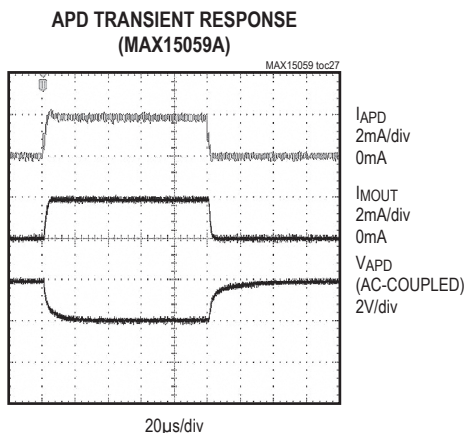 APD TRANSIENT RESPONSE
(MAX15059A)
MAX15059 toc27
IAPD
2mA/div
0mA
IMOUT
2mA/div
0mA
VAPD
(AC-COUPLED)
2V/div
20µs/div